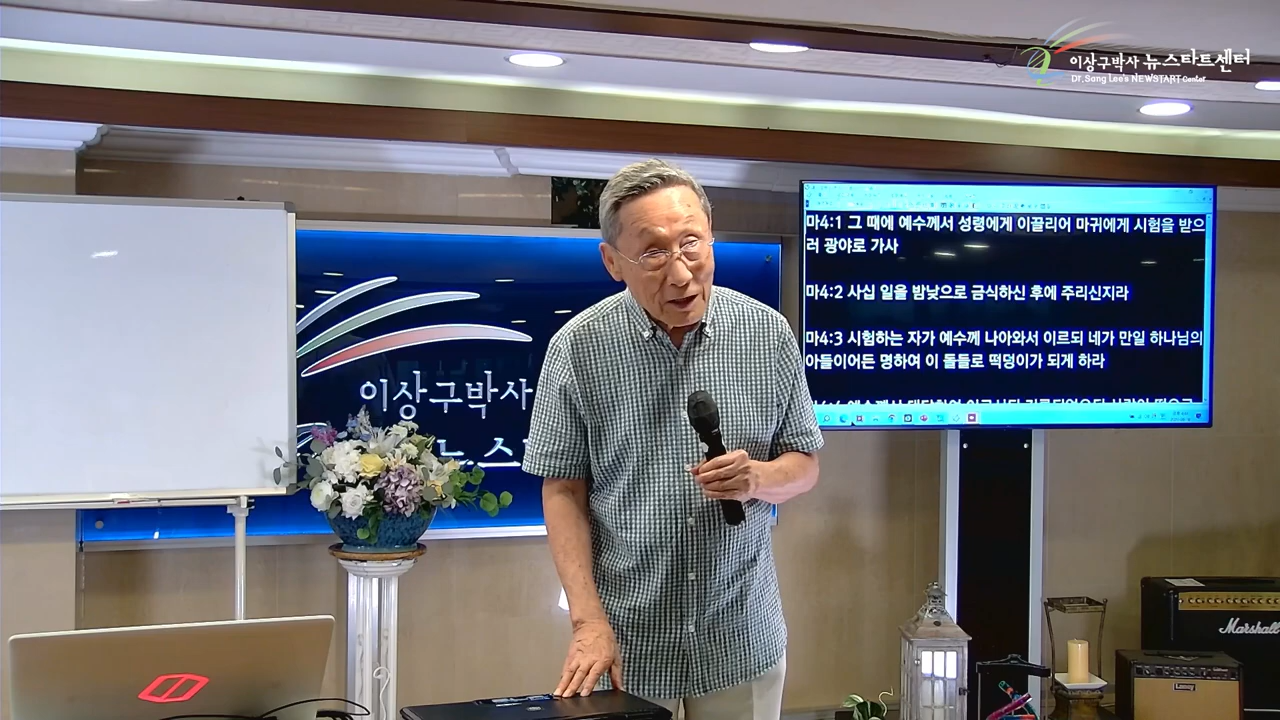 이상구박사 뉴스타트센터
Dr. Sang Lee's NEWSTART Center
마4:1 그 때에 예수께서 성령에게 이끌리어 마귀에게 시험을 받으
러 광야로 가사
마4:2 사십 일을 밤낮으로 금식하신 후에 주리신지라
마4:3 시험하는 자가 예수께 나아와서 이르되 네가 만일 하나님의
아들이어든 명하여 이 돌들로 떡덩이가 되게 하라
이상구박사
뉴스
Marshall
Laney